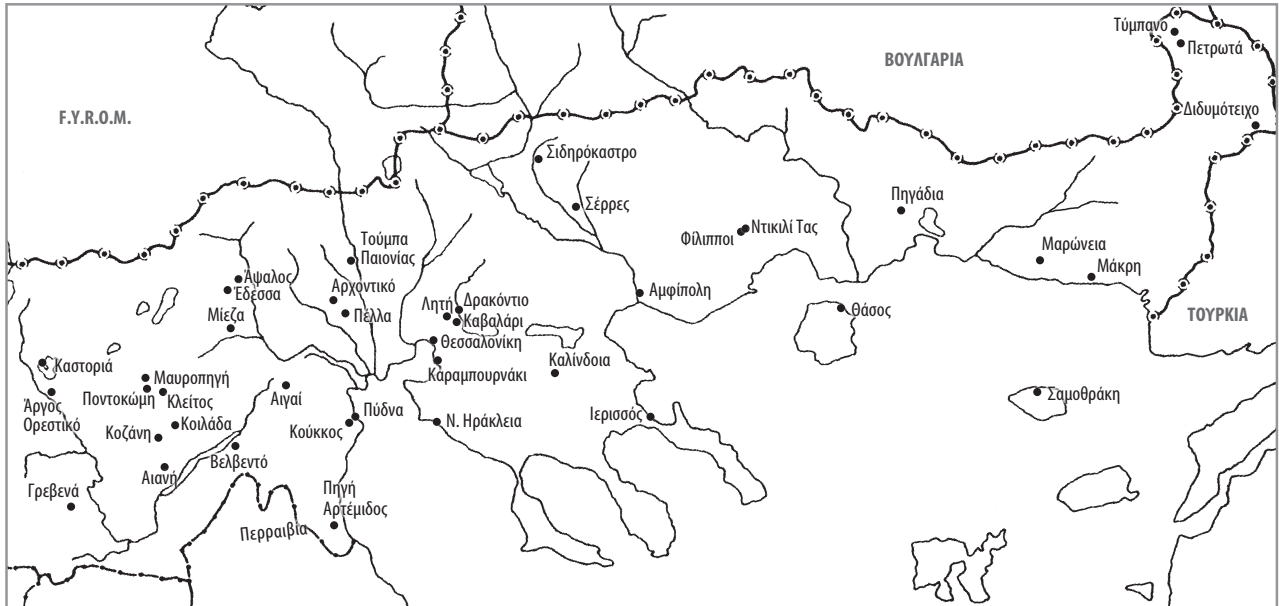 Τύμπανο
Πετρωτά
ΒΟΥΛΓΑΡΙΑ
F.Y.R.O.M.
Διδυμότειχο
Σιδηρόκαστρο
Σέρρες
Πηγάδια
Φίλιπποι
Ντικιλί Τας
Τούμπα
Παιονίας
Μαρώνεια
Μάκρη
Άψαλος
Έδεσσα
Αρχοντικό
Πέλλα
Μίεζα
Λητή
Δρακόντιο
Καβαλάρι
Αμφίπολη
Θάσος
ΤΟΥΡΚΙΑ
Θεσσαλονίκη
Καραμπουρνάκι
Καλίνδοια
Καστοριά
Μαυροπηγή
Ποντοκώμη
Κλείτος
Αιγαί
Άργος
Ορεστικό
Σαμοθράκη
Πύδνα
Κούκκος
Ν. Ηράκλεια
Ιερισσός
Κοιλάδα
Κοζάνη
Βελβεντό
Αιανή
Γρεβενά
Πηγή
Αρτέμιδος
Περραιβία